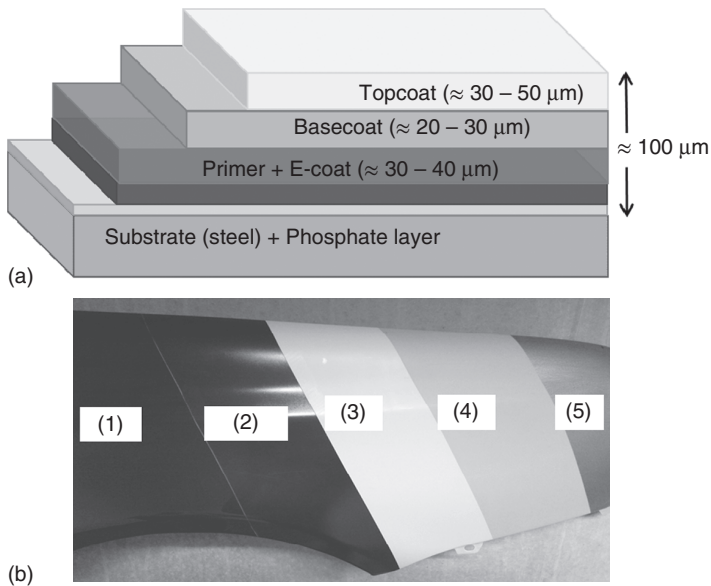 Topcoat (≈ 30 – 50 μm)
Basecoat (≈ 20 – 30 μm)
≈ 100 μm
Primer + E-coat (≈ 30 – 40 μm)
Substrate (steel) + Phosphate layer
(a)
(1)
(2)
(3)
(4)
(5)
(b)